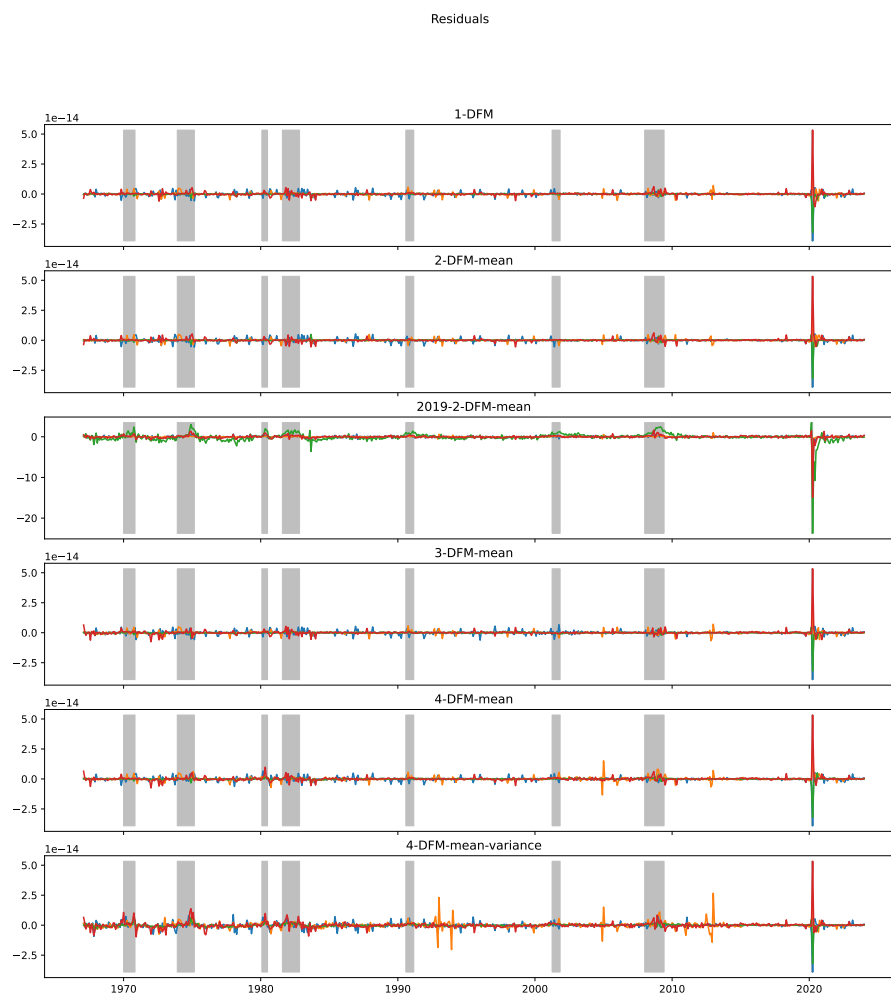 Residuals
1-DFM
1e−14
5.0
2.5
0.0
−2.5
2-DFM-mean
1e−14
5.0
2.5
0.0
−2.5
2019-2-DFM-mean
0
−10
−20
3-DFM-mean
1e−14
5.0
2.5
0.0
−2.5
4-DFM-mean
1e−14
5.0
2.5
0.0
−2.5
4-DFM-mean-variance
1e−14
5.0
2.5
0.0
−2.5
1970 1980 1990 2000 2010 2020